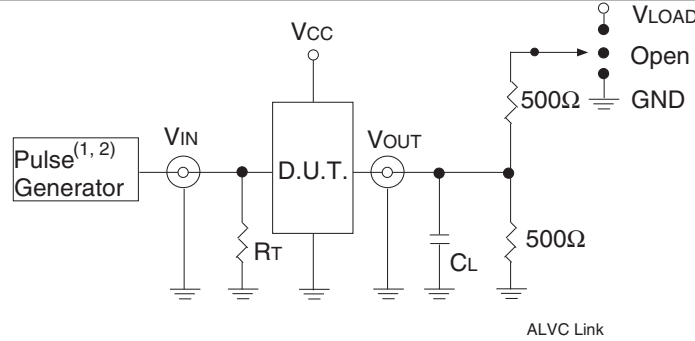 VLOAD
VCC
Open
500Ω
GND
VIN
VOUT
Pulse(1, 2)
Generator
D.U.T.
RT
CL
500Ω
ALVC Link